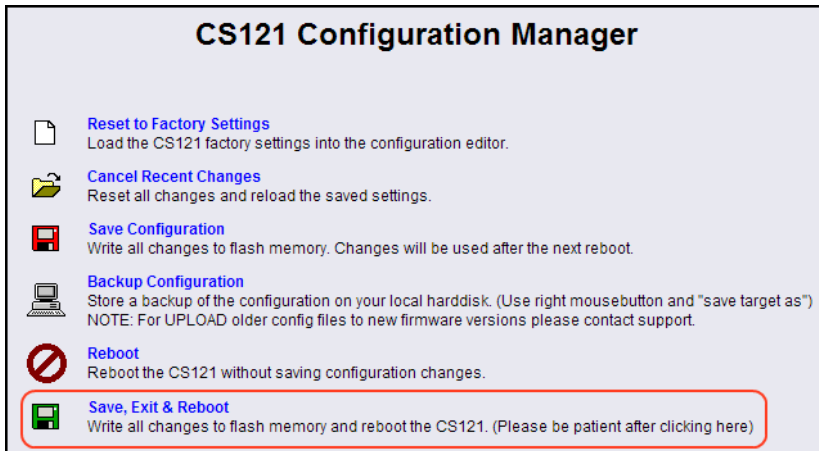 CS121 Configuration Manager
Reset to Factory Settings
Load the CS121 factory settings into the configuration editor.
Cancel Recent Changes
Reset all changes and reload the saved settings.
Save Configuration
Write all changes to flash memory. Changes will be used after the next reboot.
Backup Configuration
Store a backup of the configuration on your local harddisk. (Use right mousebutton and "save target as")
NOTE: For UPLOAD older config files to new firmware versions please contact support.
Reboot
Reboot the CS121 without saving configuration changes.
Save, Exit & Reboot
Write all changes to flash memory and reboot the CS121. (Please be patient after clicking here)